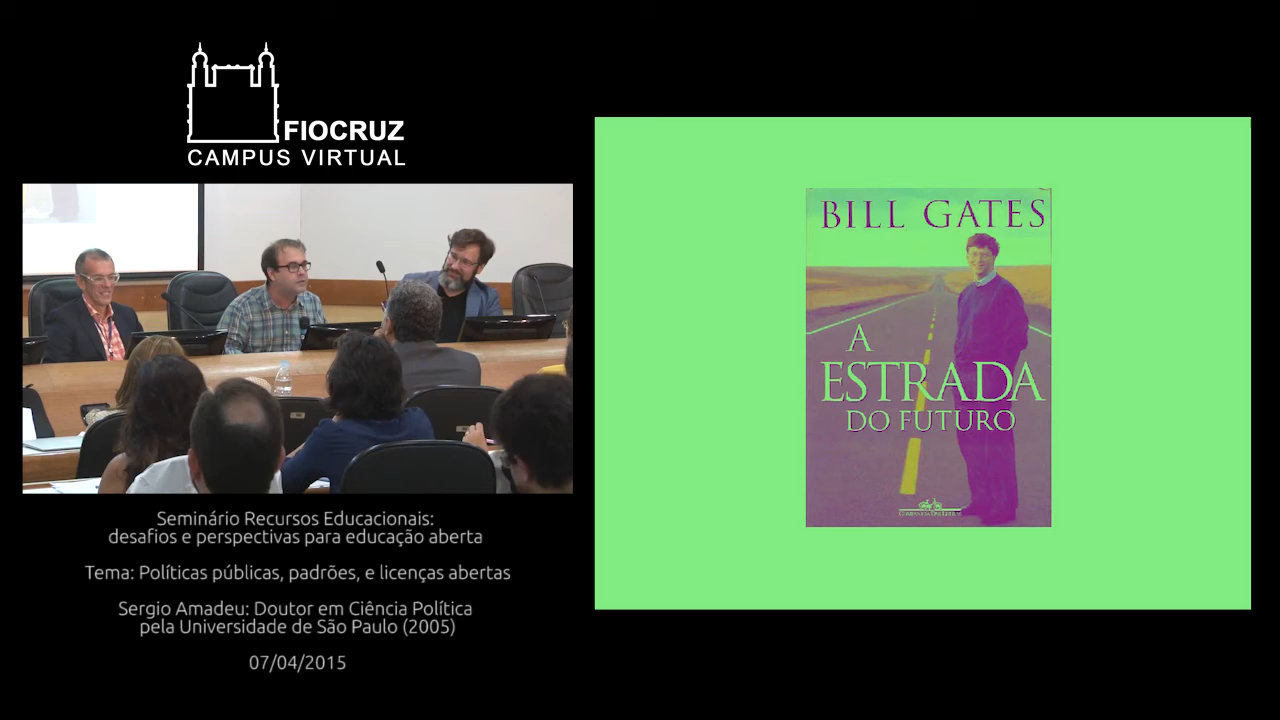 FIOCRUZ
CAMPUS VIRTUAL
Seminário Recursos Educacionais:
desafios e perspectivas para educação aberta
Tema: Políticas públicas, padrões, e licenças abertas
Sergio Amadeu: Doutor em Ciência Política
pela Universidade de São Paulo (2005)
07/04/2015
BILL GATES
A
ESTRADA
DO FUTURO